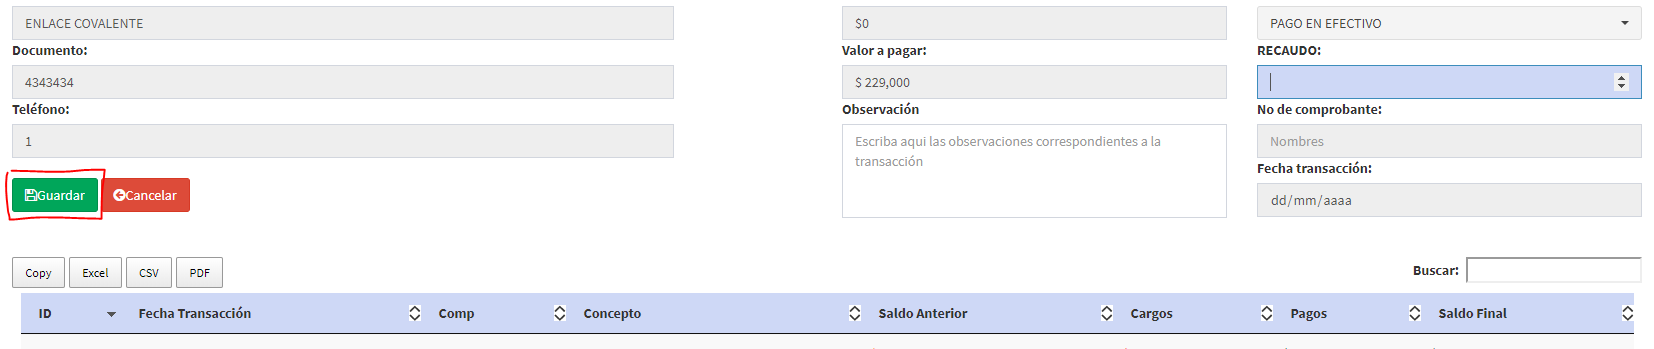 ENLACE COVALENTE
Documento:
4343434
Teléfono:
1
Guardar
Cancelar
$0
Valor a pagar:
$ 229,000
Observación
Escriba aqui las observaciones correspondientes a la
transacción
PAGO EN EFECTIVO
RECAUDO:
No de comprobante:
Nombres
Fecha transacción:
dd/mm/aaaa
Copy Excel CSV PDF
Buscar:
ID Fecha Transacción Comp Concepto Saldo Anterior Cargos Pagos Saldo Final